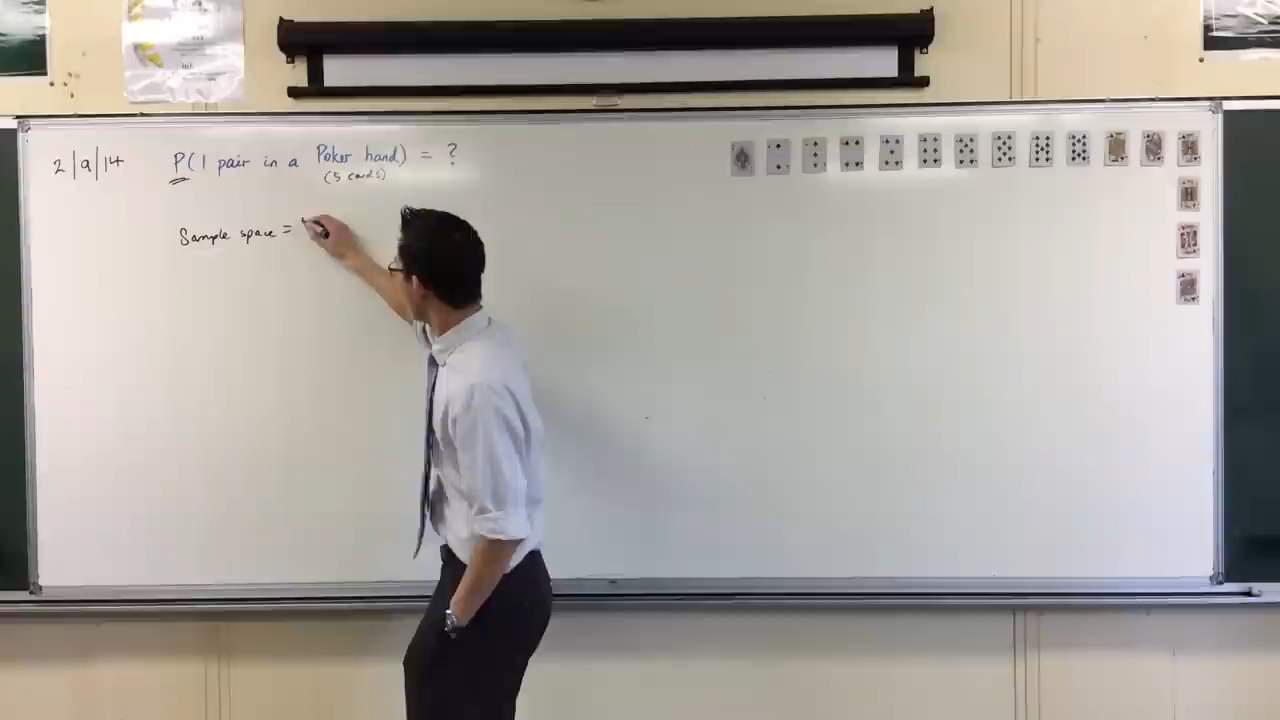 2|9|14 P(1 pair in a Poker hand) = ?
(5 cards)
Sample space =